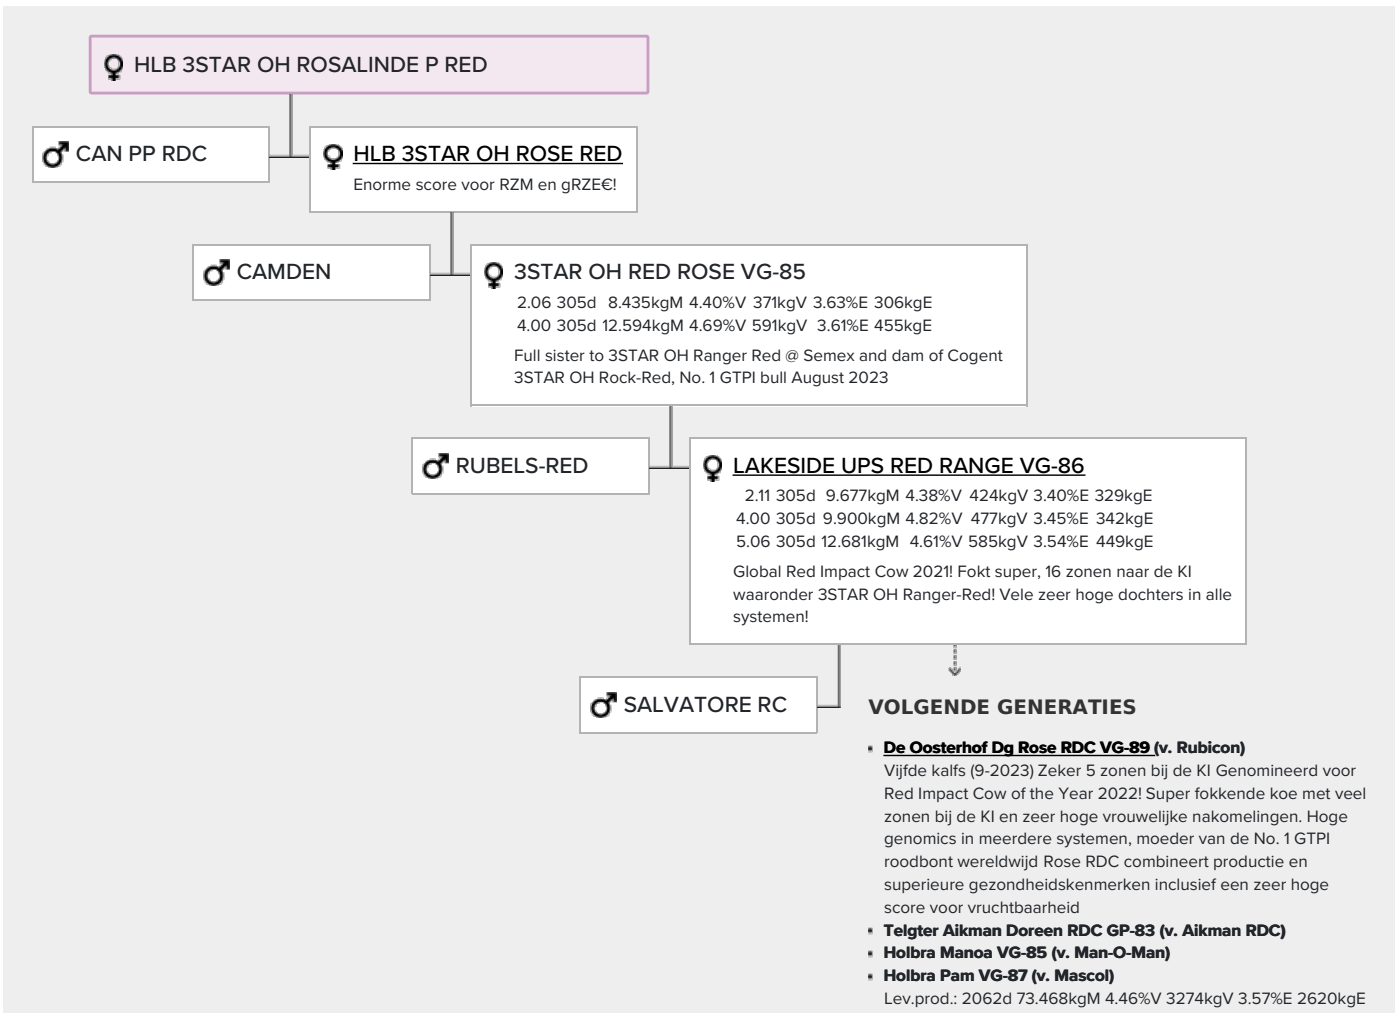 HLB 3STAR OH ROSALINDE P RED
CAN PP RDC
HLB 3STAR OH ROSE RED
Enorme score voor RZM en gRZE€!
CAMDEN
3STAR OH RED ROSE VG-85
2.06 305d 8.435kgM 4.40%V 371kgV 3.63%E 306kgE
4.00 305d 12.594kgM 4.69%V 591kgV 3.61%E 455kgE
Full sister to 3STAR OH Ranger Red @ Semex and dam of Cogent
3STAR OH Rock-Red, No. 1 GTPI bull August 2023
RUBELS-RED
LAKESIDE UPS RED RANGE VG-86
2.11 305d 9.677kgM 4.38%V 424kgV 3.40%E 329kgE
4.00 305d 9.900kgM 4.82%V 477kgV 3.45%E 342kgE
5.06 305d 12.681kgM 4.61%V 585kgV 3.54%E 449kgE
Global Red Impact Cow 2021! Fokt super, 16 zonen naar de KI
waaronder 3STAR OH Ranger-Red! Vele zeer hoge dochters in alle
systemen!
SALVATORE RC
VOLGENDE GENERATIES
De Oosterhof Dg Rose RDC VG-89 (v. Rubicon)
Vijfde kalfs (9-2023) Zeker 5 zonen bij de KI Genomineerd voor
Red Impact Cow of the Year 2022! Super fokkende koe met veel
zonen bij de KI en zeer hoge vrouwelijke nakomelingen. Hoge
genomics in meerdere systemen, moeder van de No. 1 GTPI
roodbont wereldwijd Rose RDC combineert productie en
superieure gezondheidskenmerken inclusief een zeer hoge
score voor vruchtbaarheid
Telgter Aikman Doreen RDC GP-83 (v. Aikman RDC)
Holbra Manoa VG-85 (v. Man-O-Man)
Holbra Pam VG-87 (v. Mascol)
Lev.prod.: 2062d 73.468kgM 4.46%V 3274kgV 3.57%E 2620kgE